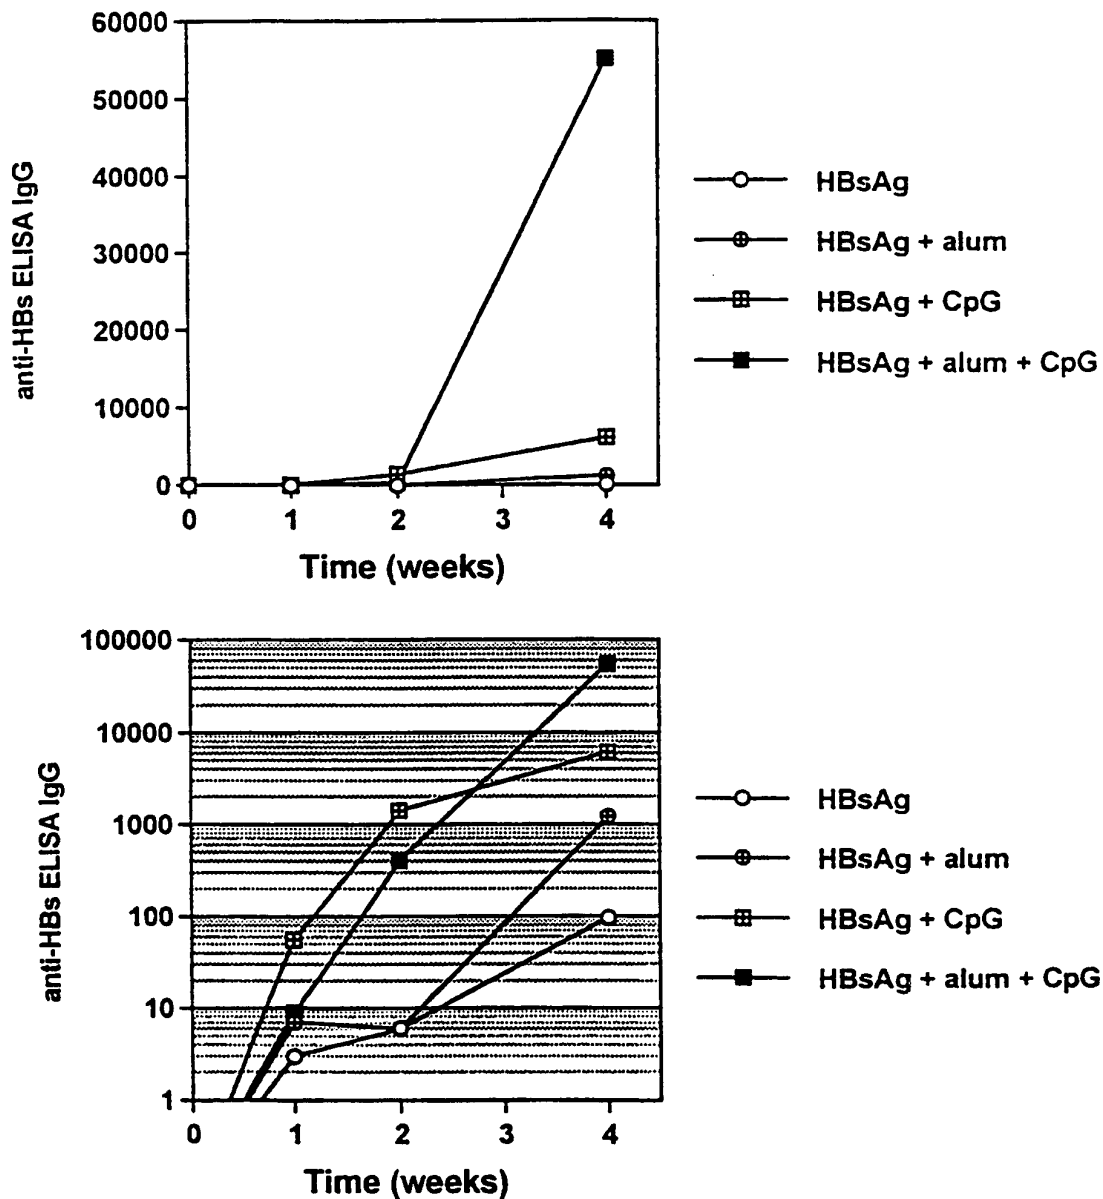 60000
50000
40000
30000
20000
10000
0
anti-HBs ELISA IgG
0 1 2 3 4
Time (weeks)
HBsAg
HBsAg + alum
HBsAg + CpG
HBsAg + alum + CpG
100000
10000
1000
100
10
1
anti-HBs ELISA IgG
0 1 2 3 4
Time (weeks)
HBsAg
HBsAg + alum
HBsAg + CpG
HBsAg + alum + CpG